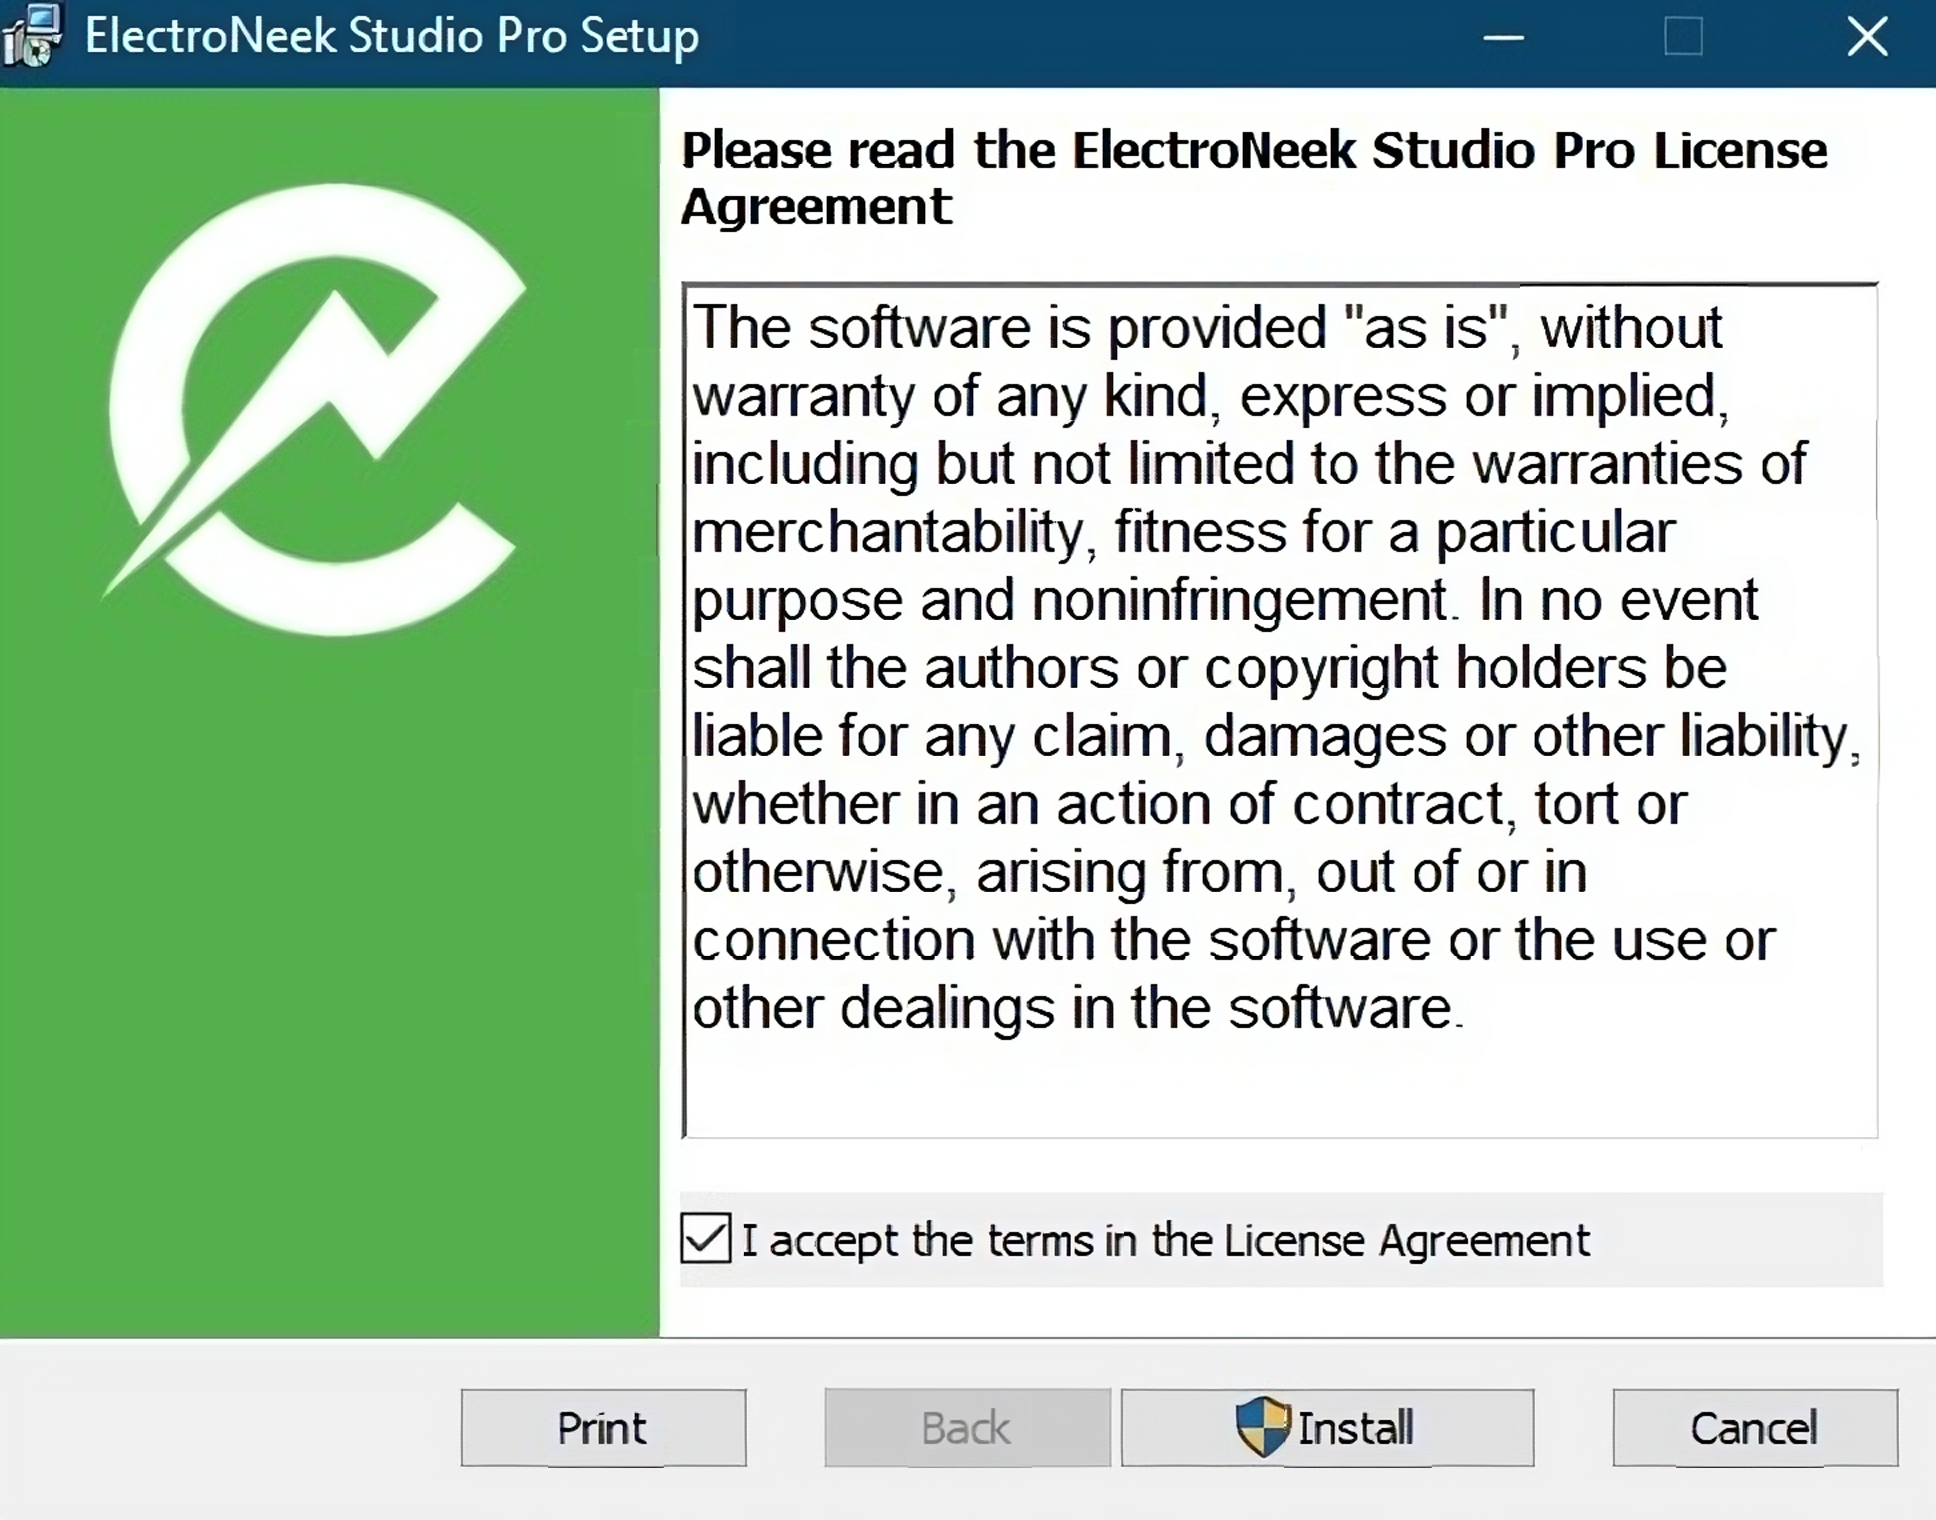 ElectroNeek Studio Pro Setup
Please read the ElectroNeek Studio Pro License
Agreement
The software is provided "as is", without
warranty of any kind, express or implied,
including but not limited to the warranties of
merchantability, fitness for a particular
purpose and noninfringement. In no event
shall the authors or copyright holders be
liable for any claim, damages or other liability,
whether in an action of contract, tort or
otherwise, arising from, out of or in
connection with the software or the use or
other dealings in the software.
I accept the terms in the License Agreement
Print
Back
Install
Cancel